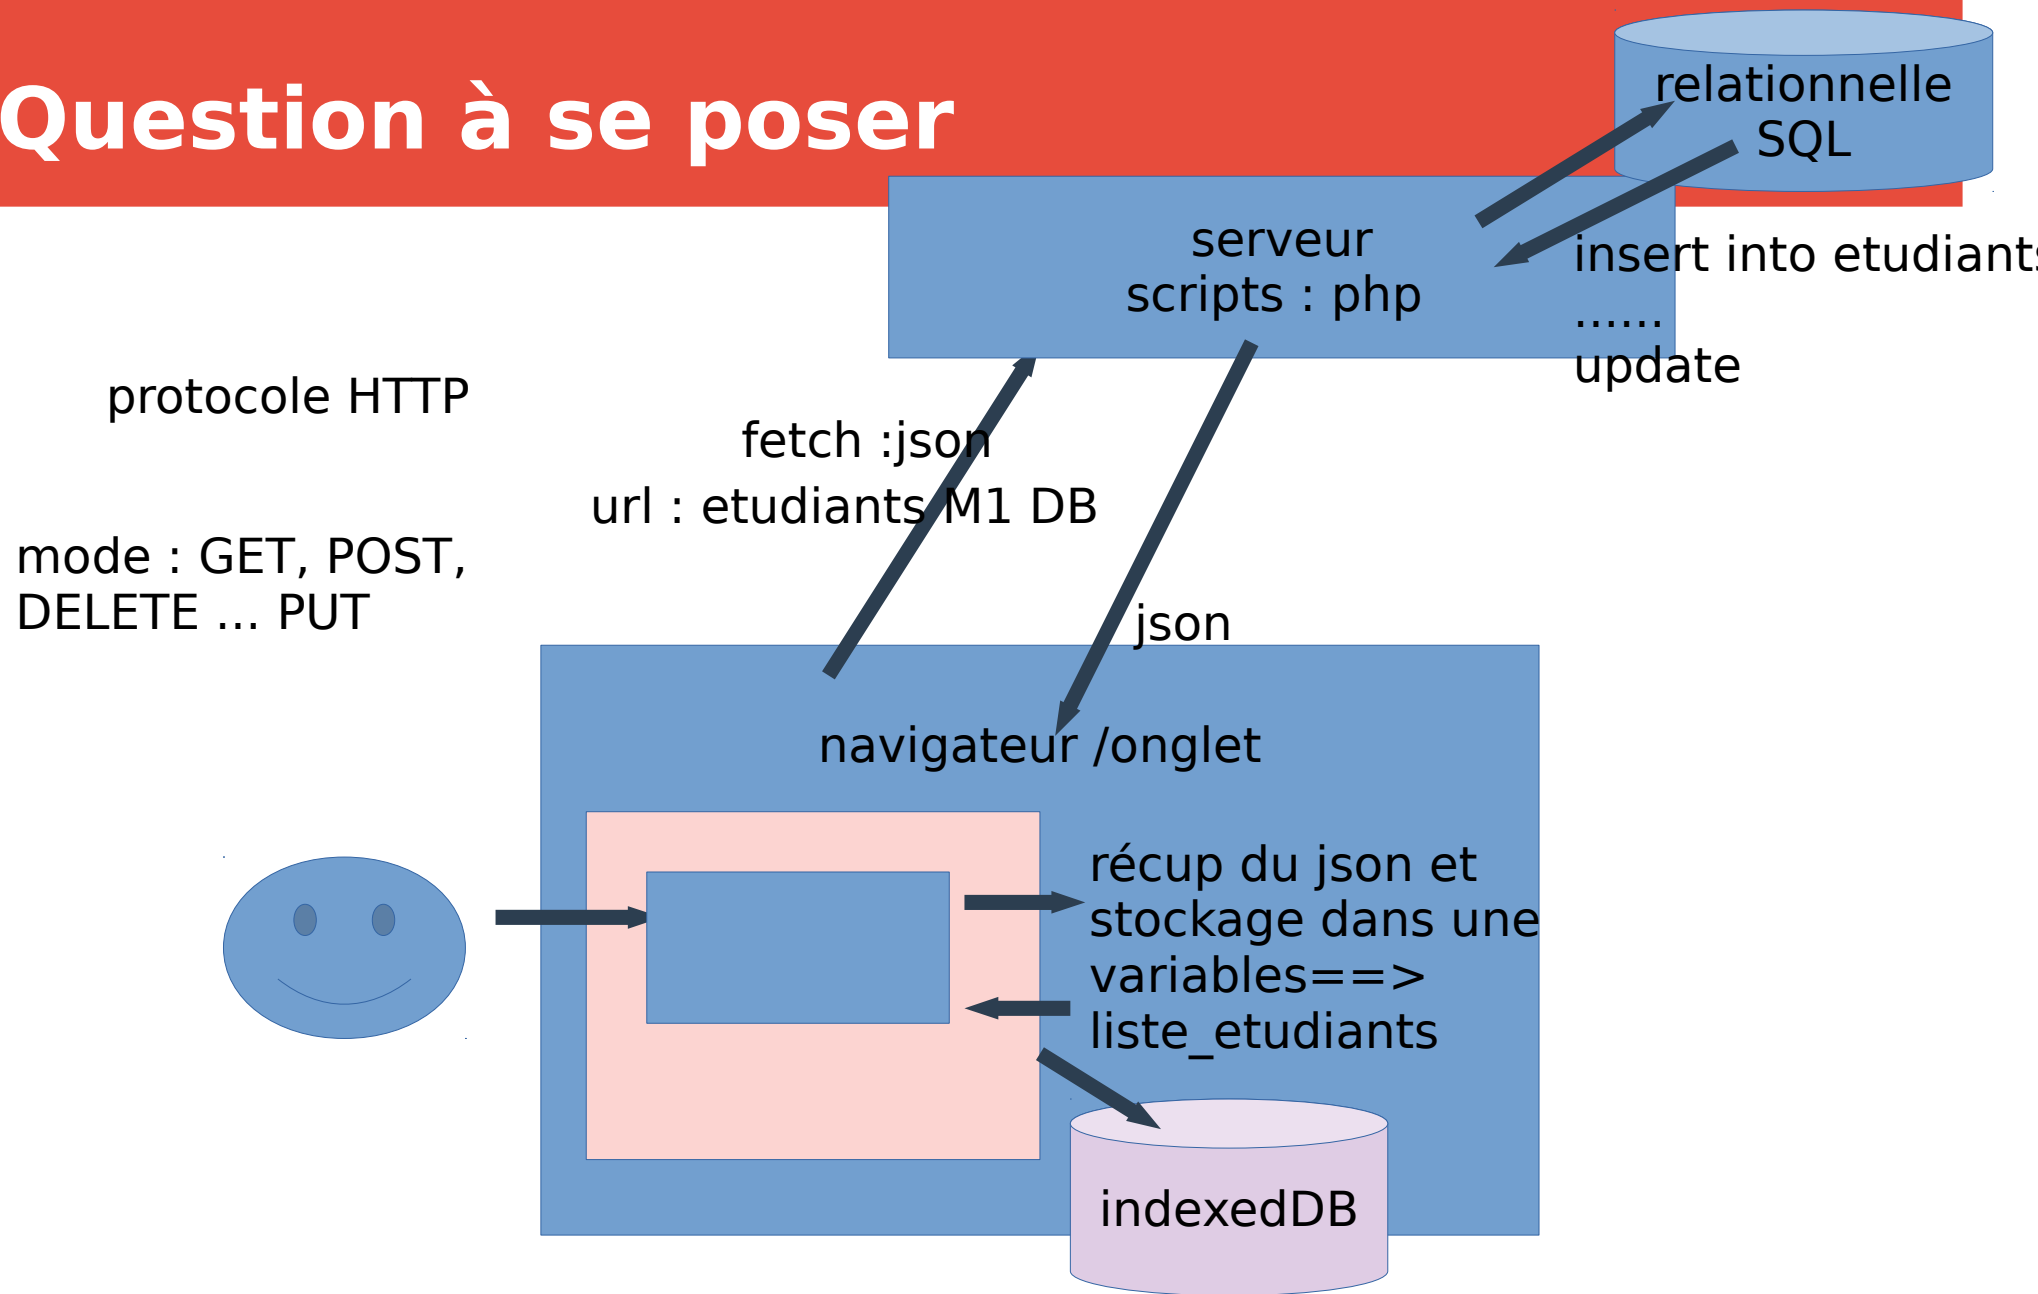 Question à se poser
relationnelle
SQL
serveur
scripts : php
insert into etudiants
......
update
protocole HTTP
fetch :json
url : etudiants M1 DB
mode : GET, POST,
DELETE ... PUT
json
navigateur /onglet
récup du json et
stockage dans une
variables==>
liste_etudiants
indexedDB